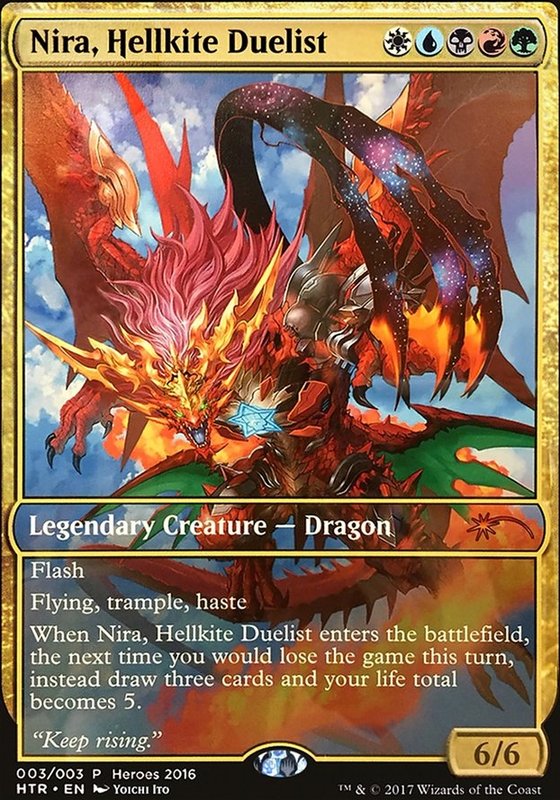 Nira, Hellkite Duelist
Legendary Creature — Dragon
Flash
Flying, trample, haste
When Nira, Hellkite Duelist enters the battlefield,
the next time you would lose the game this turn,
instead draw three cards and your life total
becomes 5.
“Keep rising.”
6/6
003/003 P Heroes 2016
HTR • EN Yoichi Ito
™ & © 2017 Wizards of the Coast